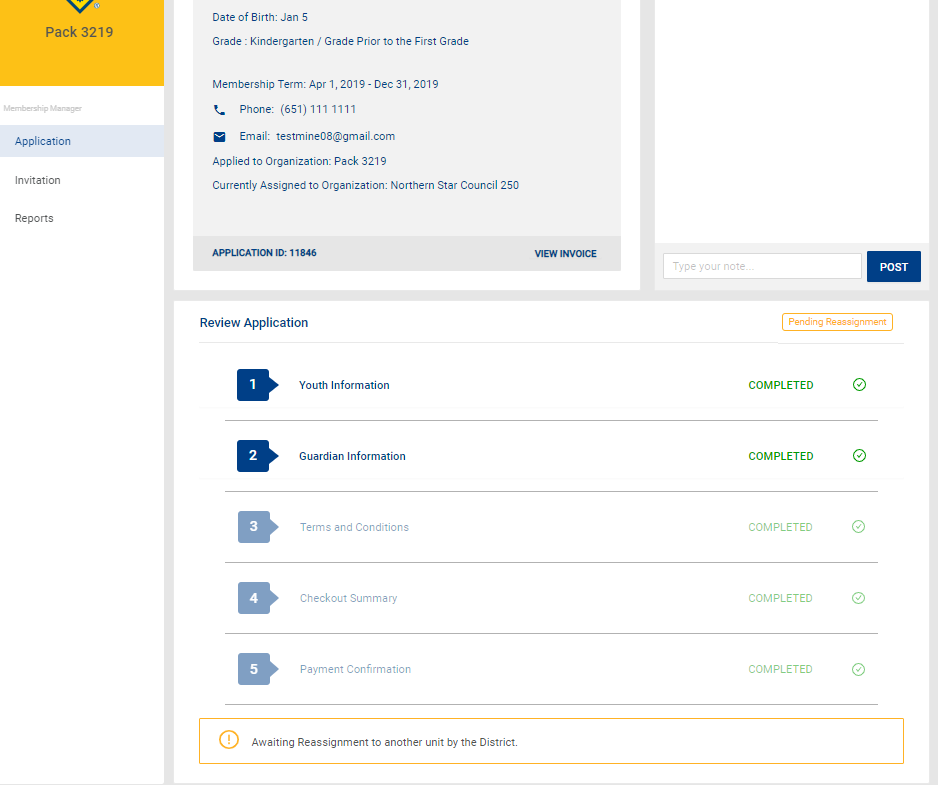 Pack 3219
Membership Manager
Application
Invitation
Reports
Date of Birth: Jan 5
Grade : Kindergarten / Grade Prior to the First Grade
Membership Term: Apr 1, 2019 - Dec 31, 2019
Phone: (651) 111 1111
Email: testmine08@gmail.com
Applied to Organization: Pack 3219
Currently Assigned to Organization: Northern Star Council 250
APPLICATION ID: 11846 VIEW INVOICE
Type your note... POST
Review Application Pending Reassignment
1 Youth Information COMPLETED
2 Guardian Information COMPLETED
3 Terms and Conditions COMPLETED
4 Checkout Summary COMPLETED
5 Payment Confirmation COMPLETED
Awaiting Reassignment to another unit by the District.